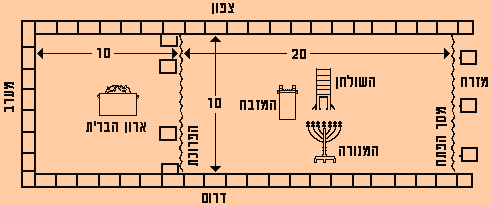 צפון
10
20
מזרח
השולחן
המזבח
10
מערב
ארון הברית
הפרוכת
המנורה
מסך הפתח
דרום